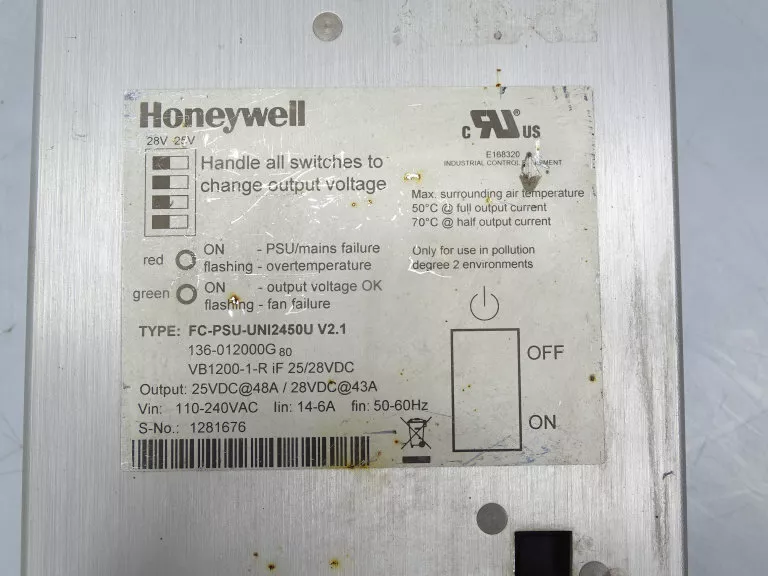 Honeywell
28V 25V
Handle all switches to
change output voltage
c RU® US
E168320
INDUSTRIAL CONTROL
Max. surrounding air temperature
50°C @ full output current
70°C @ half output current
Only for use in pollution
degree 2 environments
red ON - PSU/mains failure
flashing - overtemperature
green ON - output voltage OK
flashing - fan failure
TYPE: FC-PSU-UNI2450U V2.1
136-012000G 80
VB1200-1-R iF 25/28VDC
Output: 25VDC@48A / 28VDC@43A
Vin: 110-240VAC Iin: 14-6A fin: 50-60Hz
S-No.: 1281676
OFF
ON